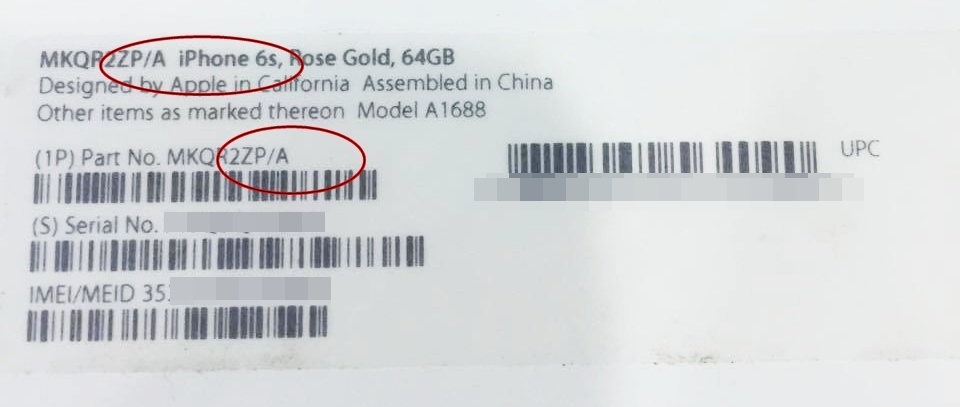 MKQR2ZP/A iPhone 6s, Rose Gold, 64GB
Designed by Apple in California Assembled in China
Other items as marked thereon Model A1688
(1P) Part No. MKQR2ZP/A
UPC
(S) Serial No.
IMEI/MEID 35